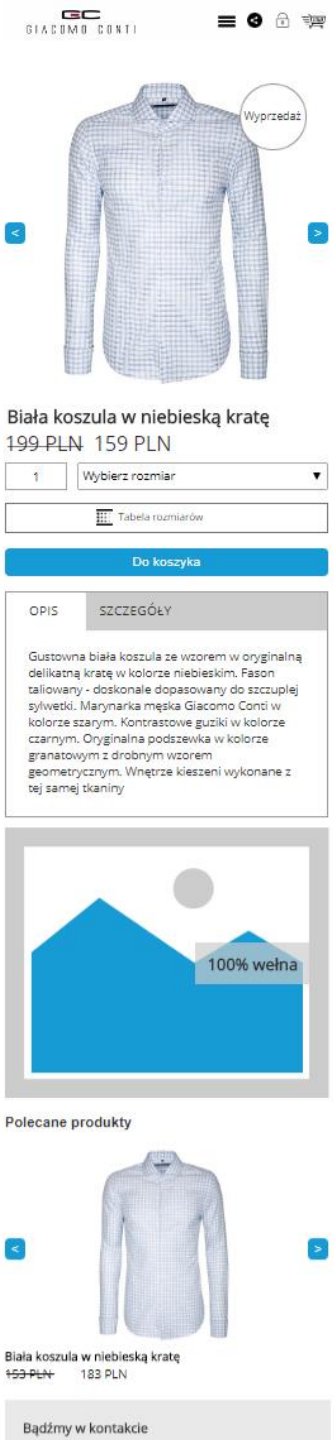 GC
GIACOMO CONTI
Wyprzedaż
<
>
Biała koszula w niebieską kratę
199 PLN 159 PLN
1
Wybierz rozmiar
Tabela rozmiarów
Do koszyka
OPIS SZCZEGÓŁY
Gustowna biała koszula ze wzorem w oryginalną
delikatną kratę w kolorze niebieskim. Fason
taliowany - doskonale dopasowany do szczuplej
sylwetki. Marynarka męska Giacomo Conti w
kolorze szarym. Kontrastowe guziki w kolorze
czarnym. Oryginalna podszewka w kolorze
granatowym z drobnym wzorem
geometrycznym. Wnętrze kieszeni wykonane z
tej samej tkaniny
100% wełna
Polecane produkty
<
>
Biała koszula w niebieską kratę
153 PLN 183 PLN
Bądźmy w kontakcie